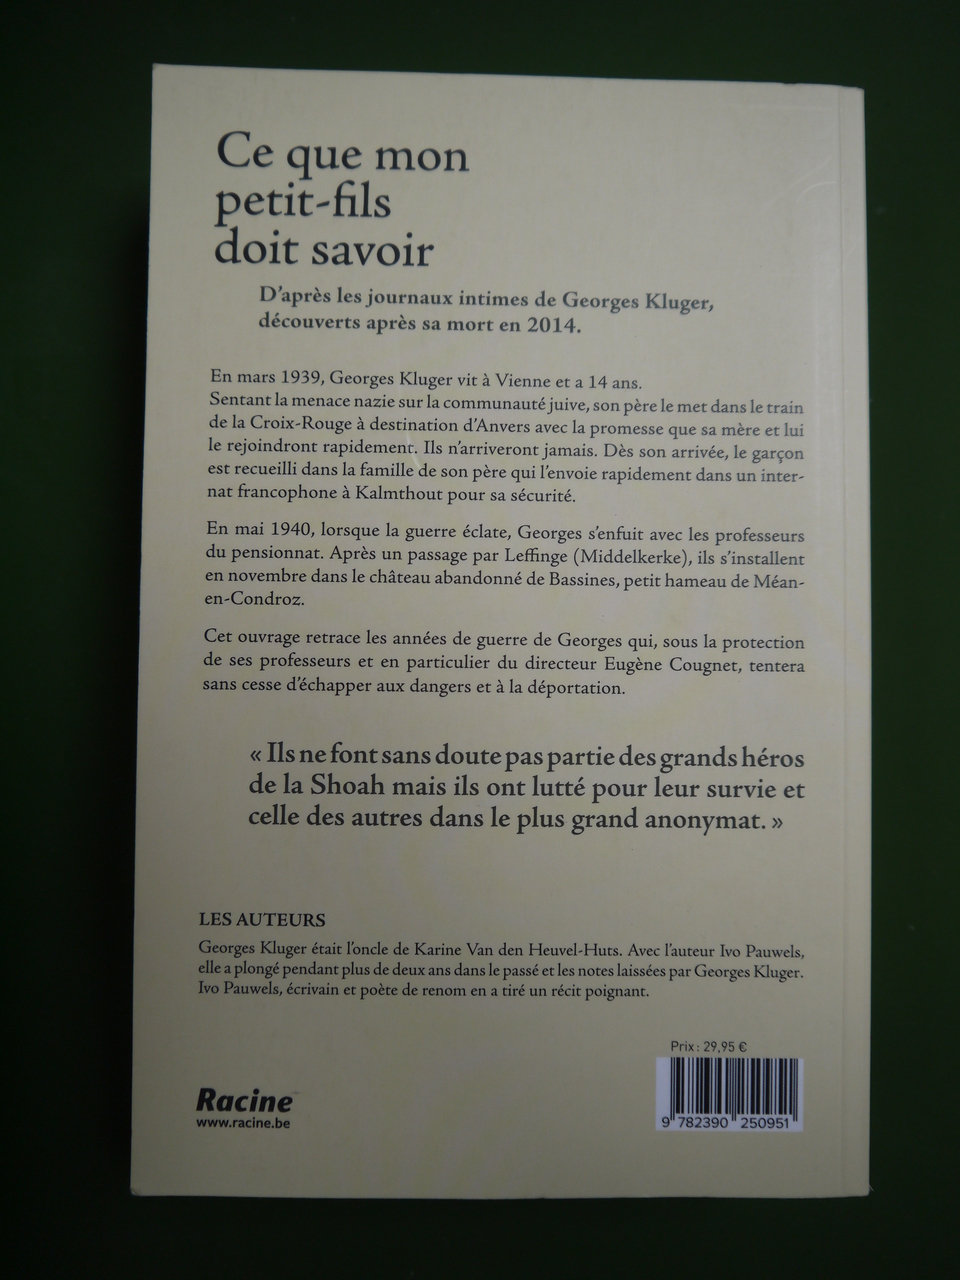 Ce que mon
petit-fils
doit savoir
D'après les journaux intimes de Georges Kluger,
découverts après sa mort en 2014.
En mars 1939, Georges Kluger vit à Vienne et a 14 ans.
Sentant la menace nazie sur la communauté juive, son père le met dans le train
de la Croix-Rouge à destination d'Anvers avec la promesse que sa mère et lui
le rejoindront rapidement. Ils n'arriveront jamais. Dès son arrivée, le garçon
est recueilli dans la famille de son père qui l'envoie rapidement dans un inter-
nat francophone à Kalmthout pour sa sécurité.
En mai 1940, lorsque la guerre éclate, Georges s'enfuit avec les professeurs
du pensionnat. Après un passage par Leffinge (Middelkerke), ils s'installent
en novembre dans le château abandonné de Bassines, petit hameau de Méan-
en-Condroz.
Cet ouvrage retrace les années de guerre de Georges qui, sous la protection
de ses professeurs et en particulier du directeur Eugène Cougnet, tentera
sans cesse d'échapper aux dangers et à la déportation.
« Ils ne font sans doute pas partie des grands héros
de la Shoah mais ils ont lutté pour leur survie et
celle des autres dans le plus grand anonymat. »
LES AUTEURS
Georges Kluger était l'oncle de Karine Van den Heuvel-Huts. Avec l'auteur Ivo Pauwels,
elle a plongé pendant plus de deux ans dans le passé et les notes laissées par Georges Kluger.
Ivo Pauwels, écrivain et poète de renom en a tiré un récit poignant.
Prix : 29,95 €
9 782390 250951
Racine
www.racine.be